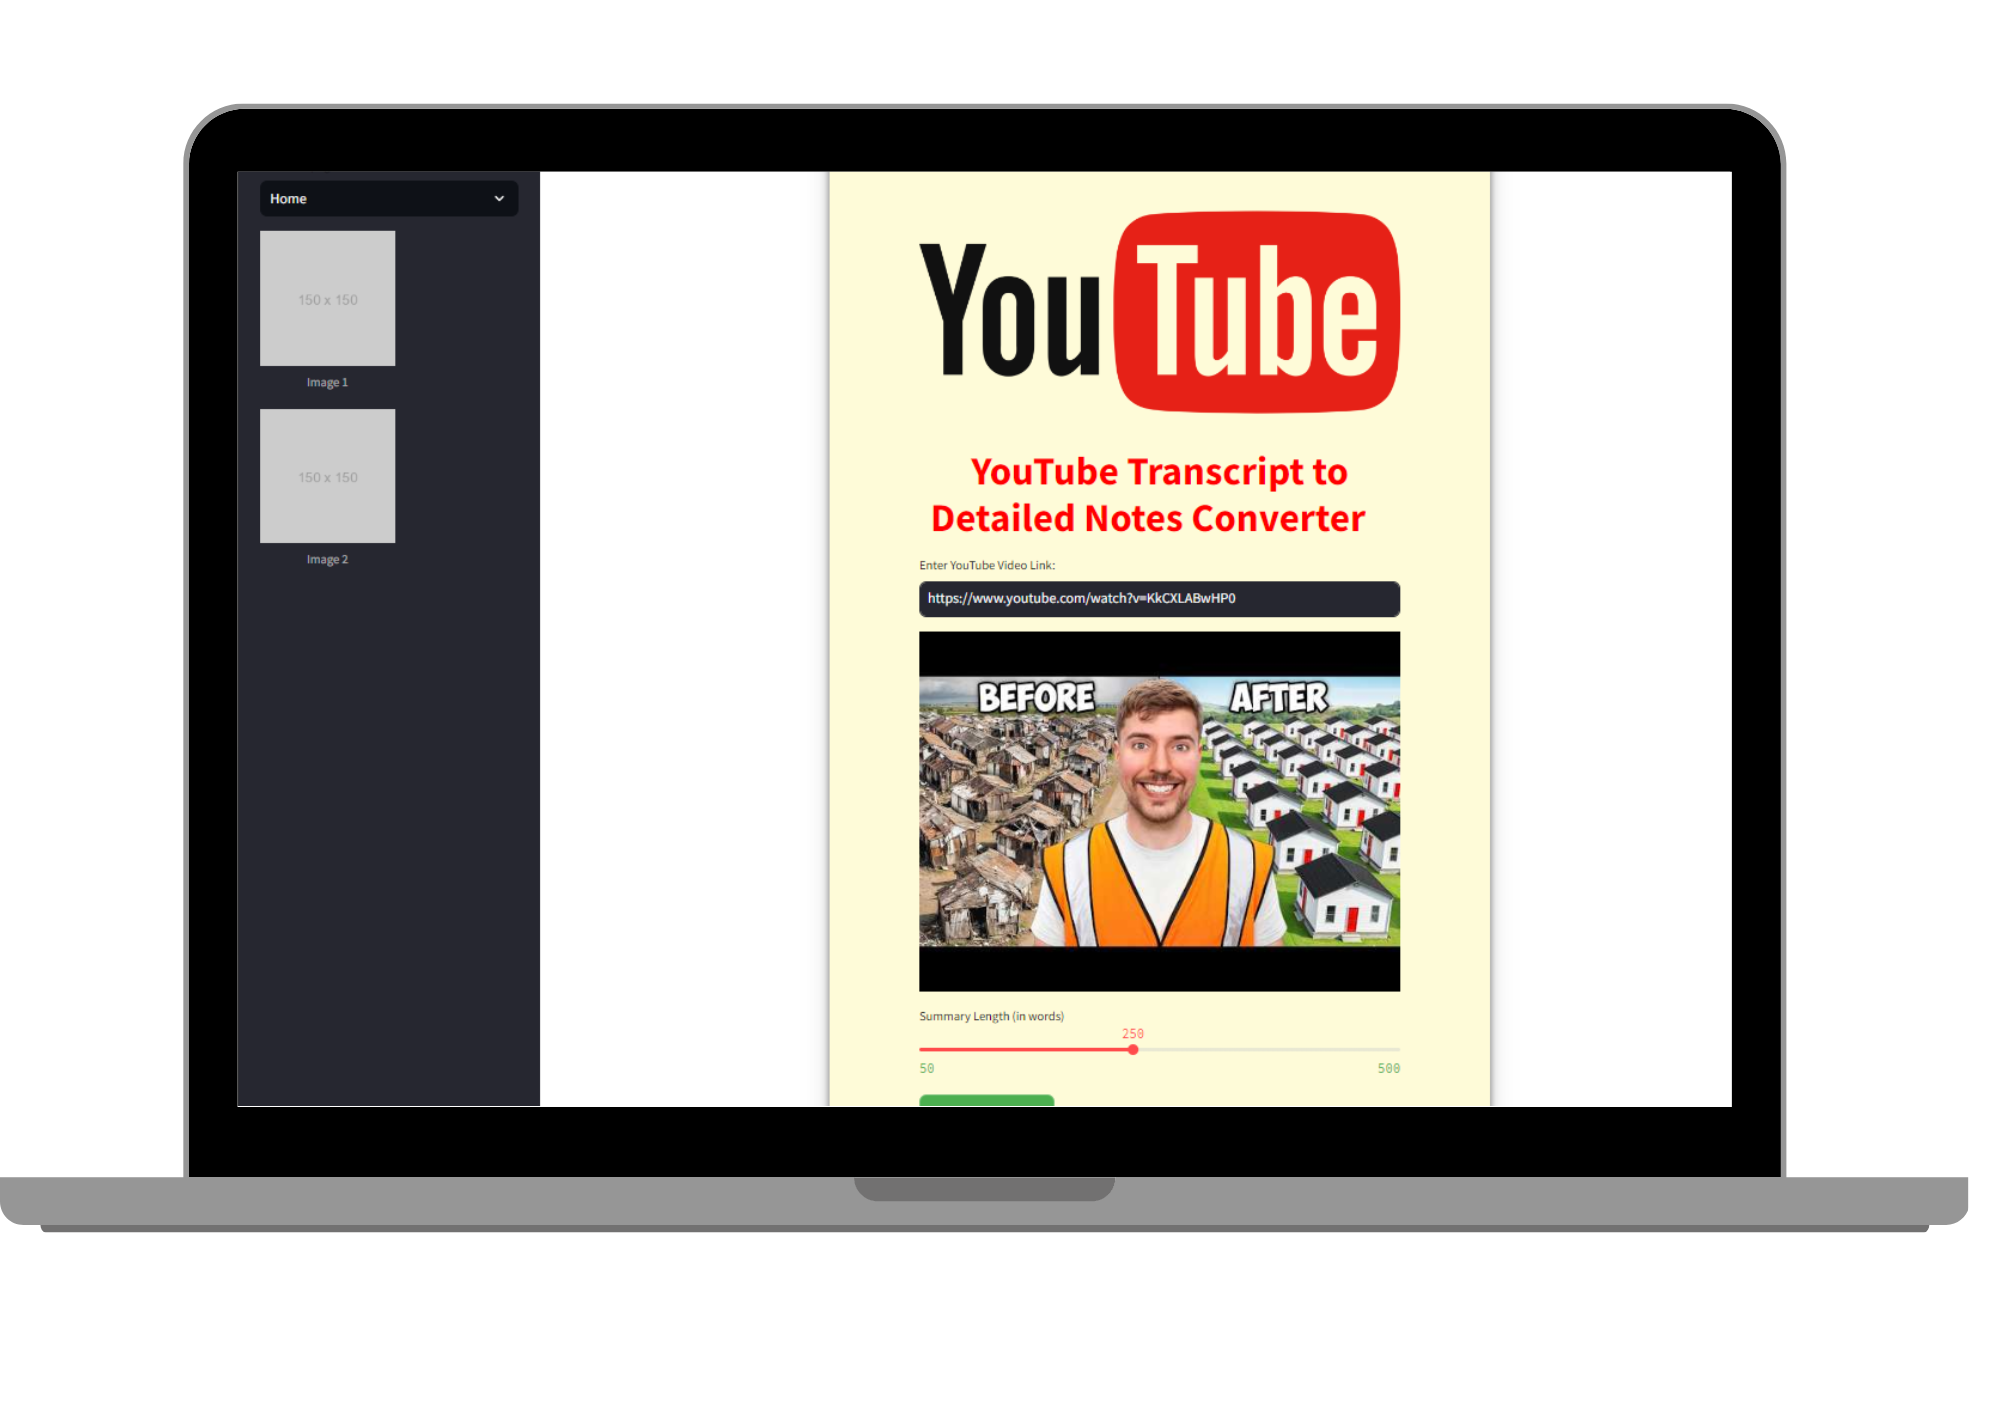 Home
150 x 150
Image 1
150 x 150
Image 2
YouTube
YouTube Transcript to
Detailed Notes Converter
Enter YouTube Video Link:
https://www.youtube.com/watch?v=KkCXLABwHP0
BEFORE AFTER
Summary Length (in words)
250
50 500